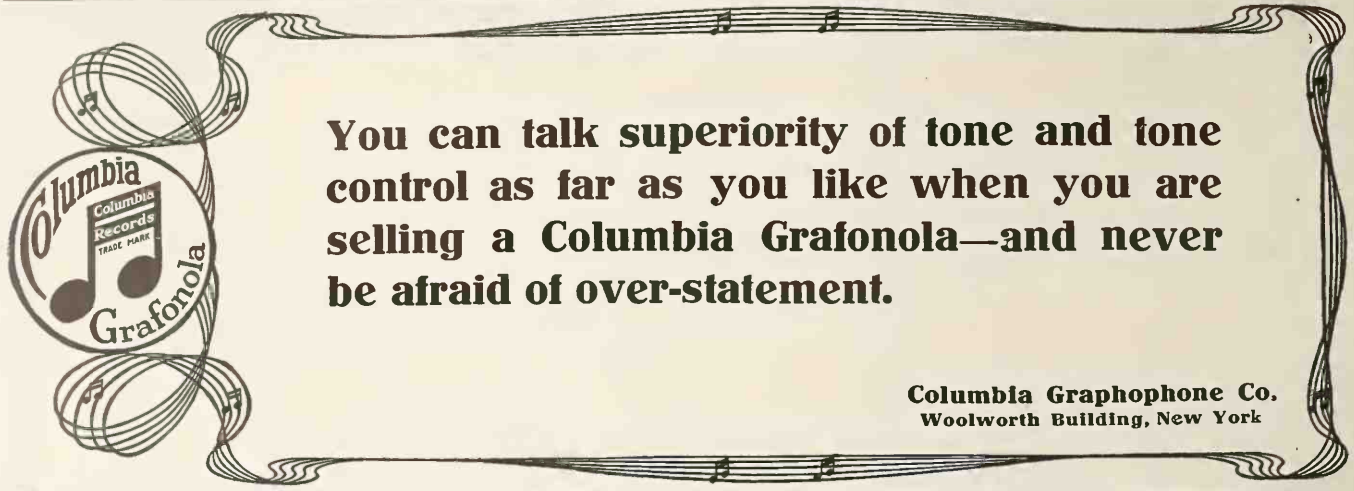 Columbia
Columbia
Records
TRADE MARK
Grafonola
You can talk superiority of tone and tone
control as far as you like when you are
selling a Columbia Grafonola—and never
be afraid of over-statement.
Columbia Graphophone Co.
Woolworth Building, New York